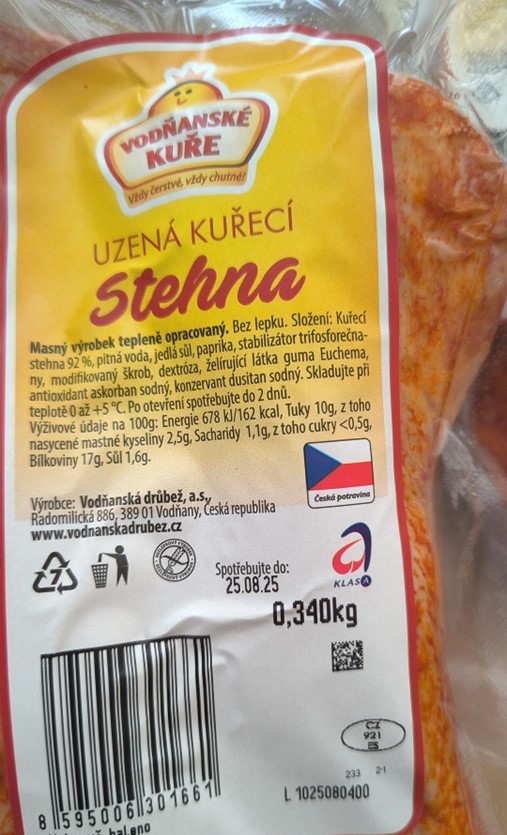 VODŇANSKÉ
KUŘE
Vždy čerstvé, vždy chutné!
UZENÁ KUŘECÍ
Stehna
Masný výrobek tepleně opracovaný. Bez lepku. Složení: Kuřecí
stehna 92 %, pitná voda, jedlá sůl, paprika, stabilizátor trifosforečna-
ny, modifikovaný škrob, dextróza, želírující látka guma Euchema,
antioxidant askorban sodný, konzervant dusitan sodný. Skladujte při
teplotě 0 až +5 °C. Po otevření spotřebujte do 2 dnů.
Výživové údaje na 100g: Energie 678 kJ/162 kcal, Tuky 10g, z toho
nasycené mastné kyseliny 2,5g, Sacharidy 1,1g, z toho cukry <0,5g,
Bílkoviny 17g, Sůl 1,6g.
Česká potravina
Výrobce: Vodňanská drůbež, a.s.,
Radomilická 886, 389 01 Vodňany, Česká republika
www.vodnanskadrubez.cz
7
KLASA
Spotřebujte do:
25.08.25
0,340kg
CZ
921
ES
233 21
L 1025080400
8 595006 301661
baleno